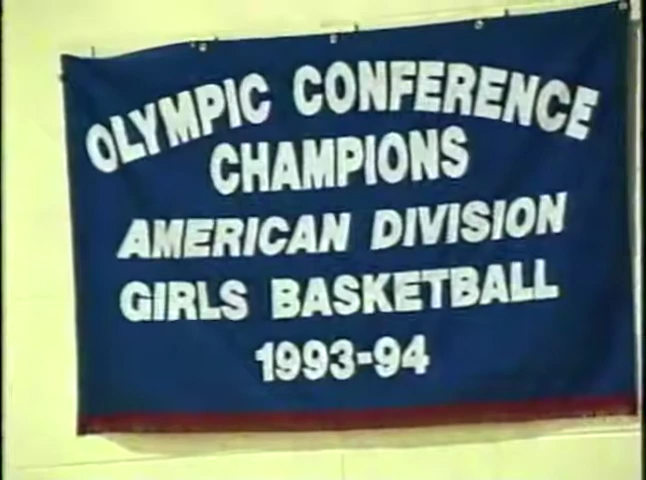 OLYMPIC CONFERENCE
CHAMPIONS
AMERICAN DIVISION
GIRLS BASKETBALL
1993-94